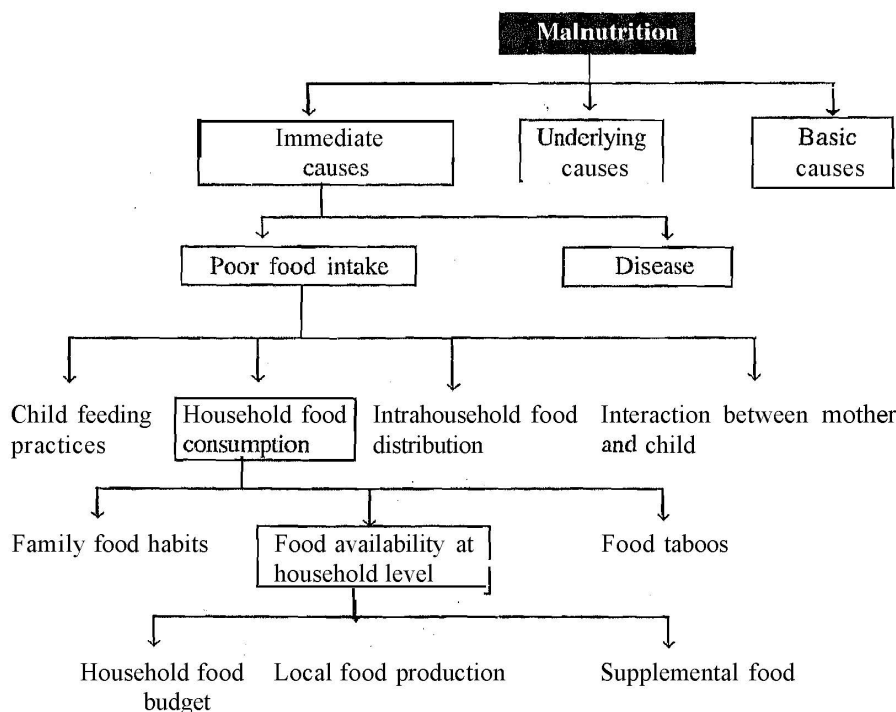 Malnutrition
Immediate
causes
Underlying
causes
Basic
causes
Poor food intake
Disease
Child feeding
practices
Household food
consumption
Intrahousehold food
distribution
Interaction between mother
and child
Family food habits
Food availability at
household level
Food taboos
Household food
budget
Local food production
Supplemental food